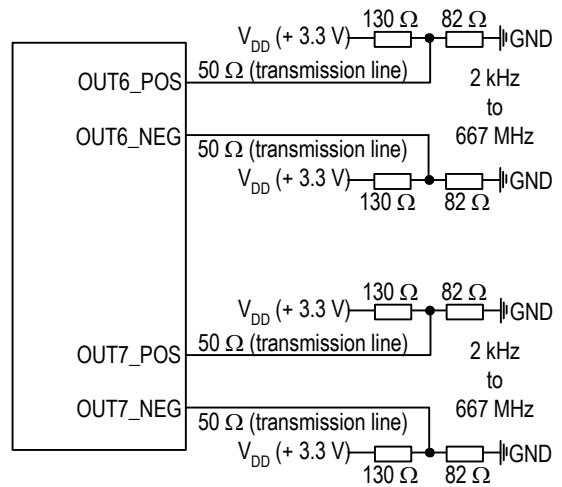 130 Ω 82 Ω
V_DD (+ 3.3 V) GND
OUT6_POS 50 Ω (transmission line) 2 kHz
to
OUT6_NEG 667 MHz
50 Ω (transmission line)
V_DD (+ 3.3 V) GND
130 Ω 82 Ω
130 Ω 82 Ω
V_DD (+ 3.3 V) GND
OUT7_POS 50 Ω (transmission line) 2 kHz
to
OUT7_NEG 667 MHz
50 Ω (transmission line)
V_DD (+ 3.3 V) GND
130 Ω 82 Ω